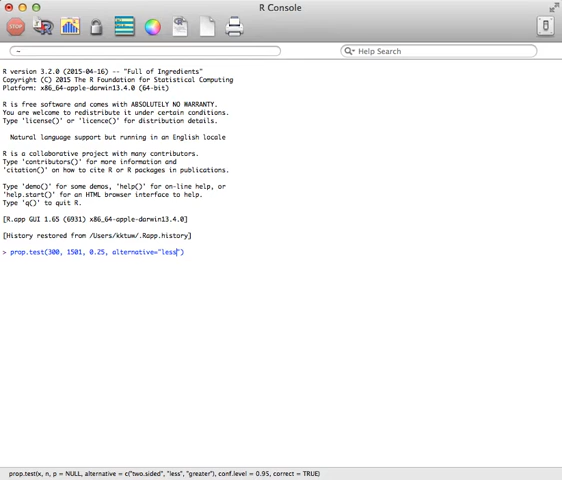 R Console
STOP
Help Search
R version 3.2.0 (2015-04-16) -- "Full of Ingredients"
Copyright (C) 2015 The R Foundation for Statistical Computing
Platform: x86_64-apple-darwin13.4.0 (64-bit)
R is free software and comes with ABSOLUTELY NO WARRANTY.
You are welcome to redistribute it under certain conditions.
Type 'license()' or 'licence()' for distribution details.
Natural language support but running in an English locale
R is a collaborative project with many contributors.
Type 'contributors()' for more information and
'citation()' on how to cite R or R packages in publications.
Type 'demo()' for some demos, 'help()' for on-line help, or
'help.start()' for an HTML browser interface to help.
Type 'q()' to quit R.
[R.app GUI 1.65 (6931) x86_64-apple-darwin13.4.0]
[History restored from /Users/kktuw/.Rapp.history]
> prop.test(300, 1501, 0.25, alternative="less")
prop.test(x, n, p = NULL, alternative = c("two.sided", "less", "greater"), conf.level = 0.95, correct = TRUE)